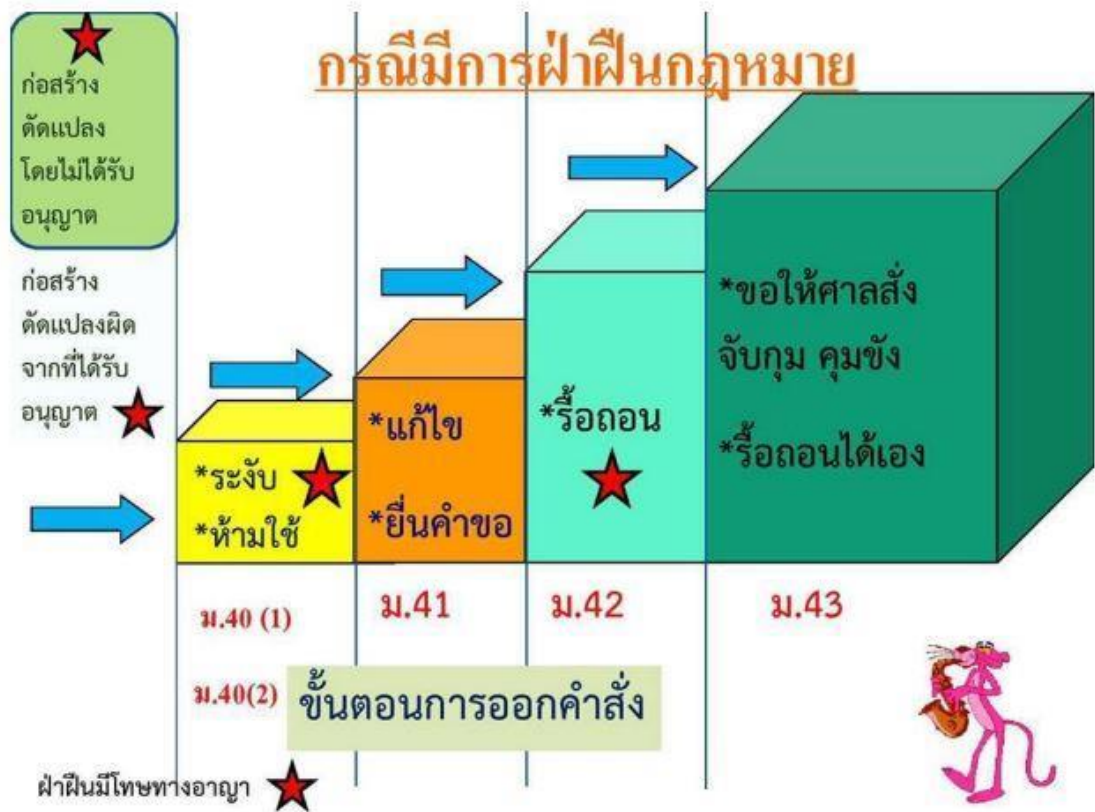 กรณีมีการฝ่าฝืนกฎหมาย
ก่อสร้าง
ดัดแปลง
โดยไม่ได้รับ
อนุญาต
ก่อสร้าง
ดัดแปลงผิด
จากที่ได้รับ
อนุญาต
*ระงับ
*ห้ามใช้
*แก้ไข
*ยื่นคำขอ
*รื้อถอน
*ขอให้ศาลสั่ง
จับกุม คุมขัง
*รื้อถอนได้เอง
ม.40 (1)
ม.40(2)
ม.41
ม.42
ม.43
ขั้นตอนการออกคำสั่ง
ฝ่าฝืนมีโทษทางอาญา